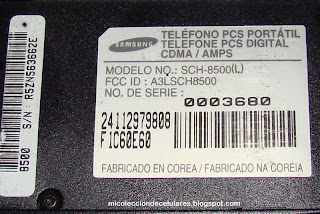 8500 S/N: R5ZN563662E
SAMSUNG
TELÉFONO PCS PORTÁTIL
TELEFONE PCS DIGITAL
CDMA / AMPS
MODELO NO.: SCH-8500(L)
FCC ID : A3LSCH8500
NO. DE SERIE :
0003680
24112979808
F1C60E60
FABRICADO EN COREA / FABRICADO NA CORÉIA
micolecciondecelulares.blogspot.com